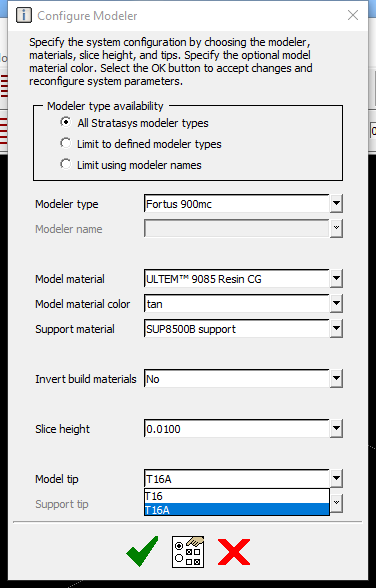 Configure Modeler
Specify the system configuration by choosing the modeler,
materials, slice height, and tips. Specify the optional model
material color. Select the OK button to accept changes and
reconfigure system parameters.
Modeler type availability
All Stratasys modeler types
Limit to defined modeler types
Limit using modeler names
Modeler type Fortus 900mc
Modeler name
Model material ULTEM™ 9085 Resin CG
Model material color tan
Support material SUP8500B support
Invert build materials No
Slice height 0.0100
Model tip T16A
T16
Support tip T16A